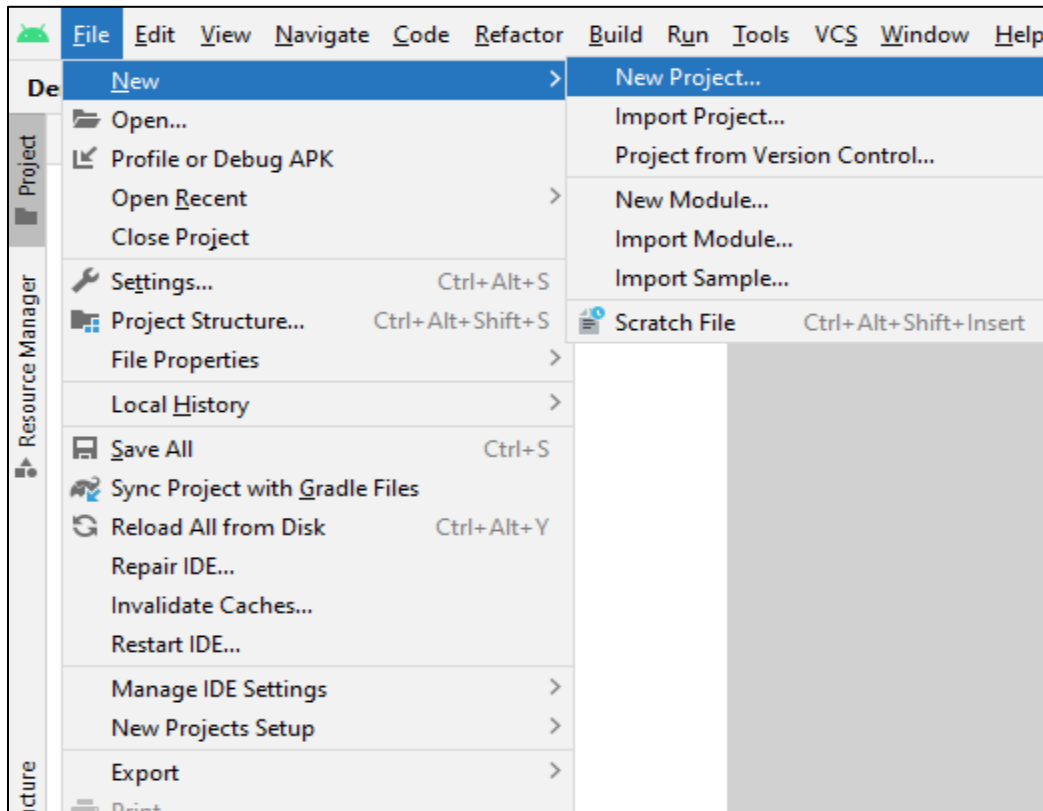 File Edit View Navigate Code Refactor Build Run Tools VCS Window Help
De
Project
Resource Manager
New
Open...
Profile or Debug APK
Open Recent
Close Project
Settings... Ctrl+Alt+S
Project Structure... Ctrl+Alt+Shift+S
File Properties
Local History
Save All Ctrl+S
Sync Project with Gradle Files
Reload All from Disk Ctrl+Alt+Y
Repair IDE...
Invalidate Caches...
Restart IDE...
Manage IDE Settings
New Projects Setup
Export
Print...
New Project...
Import Project...
Project from Version Control...
New Module...
Import Module...
Import Sample...
Scratch File Ctrl+Alt+Shift+Insert
cture